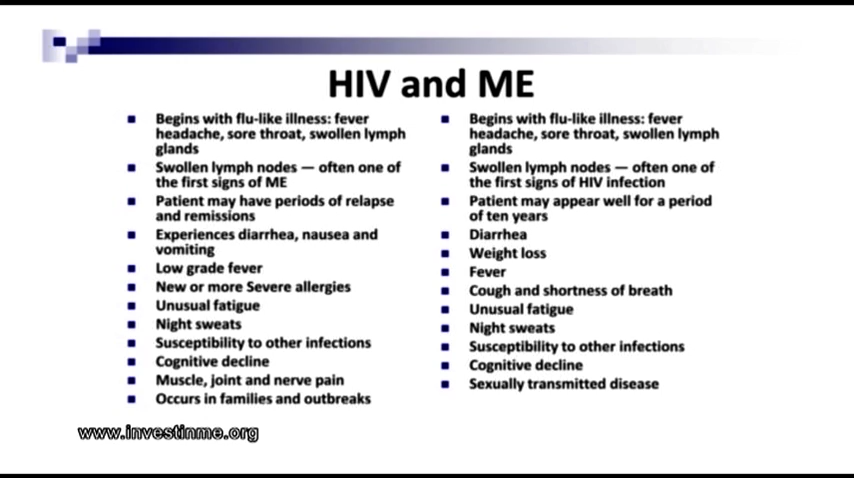 HIV and ME
Begins with flu-like illness: fever
headache, sore throat, swollen lymph
glands
Swollen lymph nodes — often one of
the first signs of ME
Patient may have periods of relapse
and remissions
Experiences diarrhea, nausea and
vomiting
Low grade fever
New or more Severe allergies
Unusual fatigue
Night sweats
Susceptibility to other infections
Cognitive decline
Muscle, joint and nerve pain
Occurs in families and outbreaks
Begins with flu-like illness: fever
headache, sore throat, swollen lymph
glands
Swollen lymph nodes — often one of
the first signs of HIV infection
Patient may appear well for a period
of ten years
Diarrhea
Weight loss
Fever
Cough and shortness of breath
Unusual fatigue
Night sweats
Susceptibility to other infections
Cognitive decline
Sexually transmitted disease
www.investinme.org